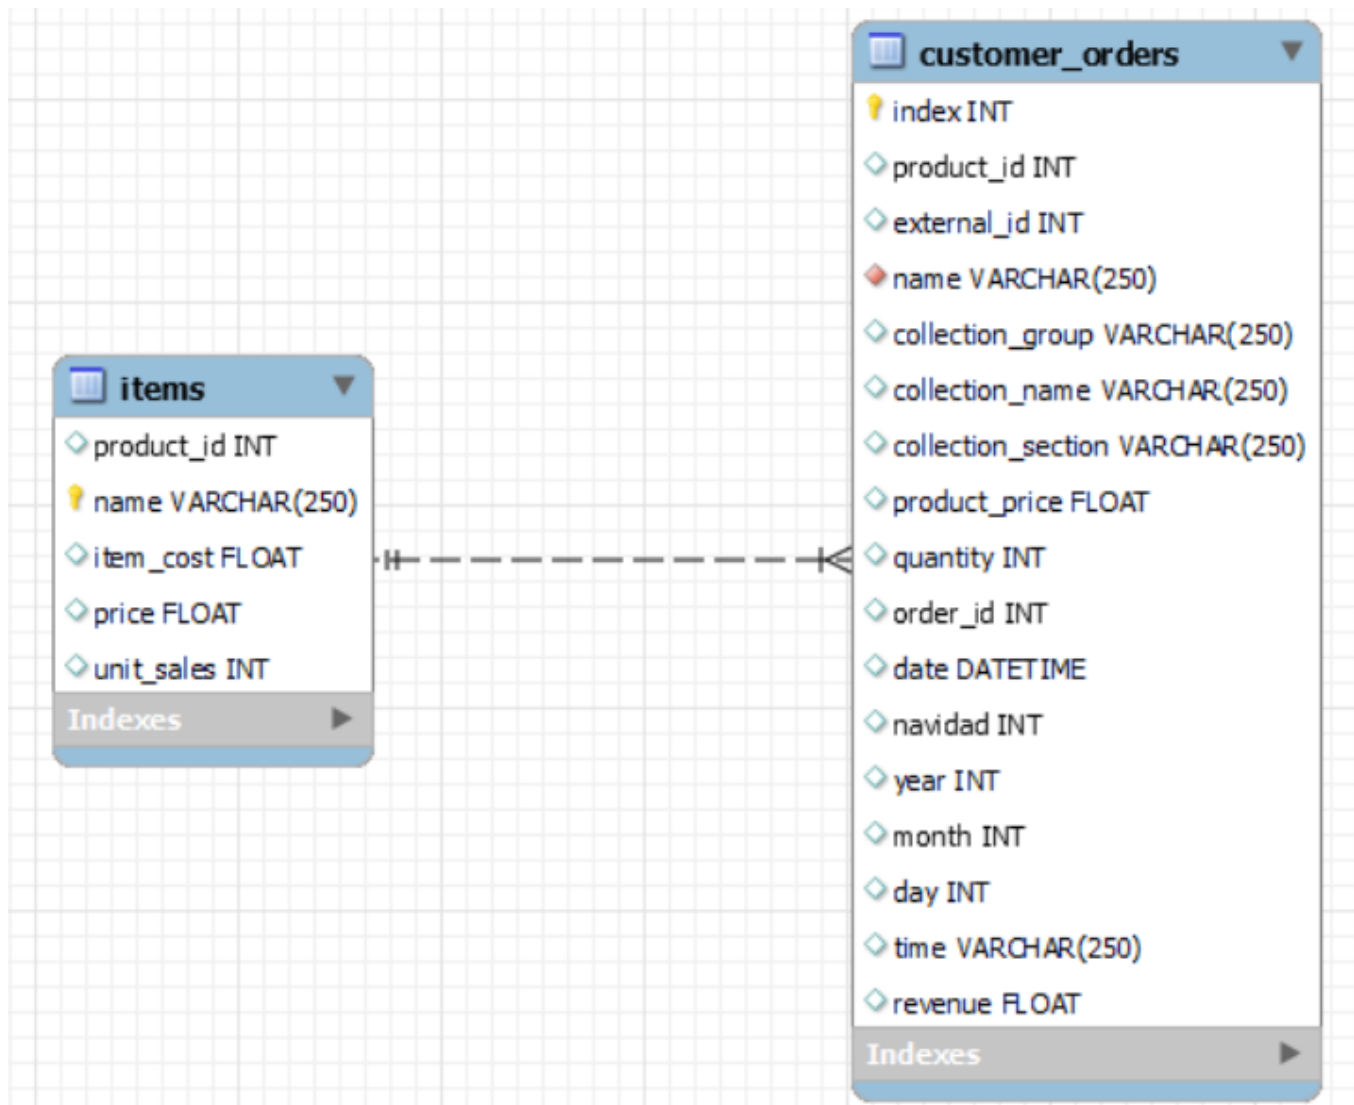 items
product_id INT
name VARCHAR(250)
item_cost FLOAT
price FLOAT
unit_sales INT
Indexes
customer_orders
index INT
product_id INT
external_id INT
name VARCHAR(250)
collection_group VARCHAR(250)
collection_name VARCHAR(250)
collection_section VARCHAR(250)
product_price FLOAT
quantity INT
order_id INT
date DATETIME
navidad INT
year INT
month INT
day INT
time VARCHAR(250)
revenue FLOAT
Indexes